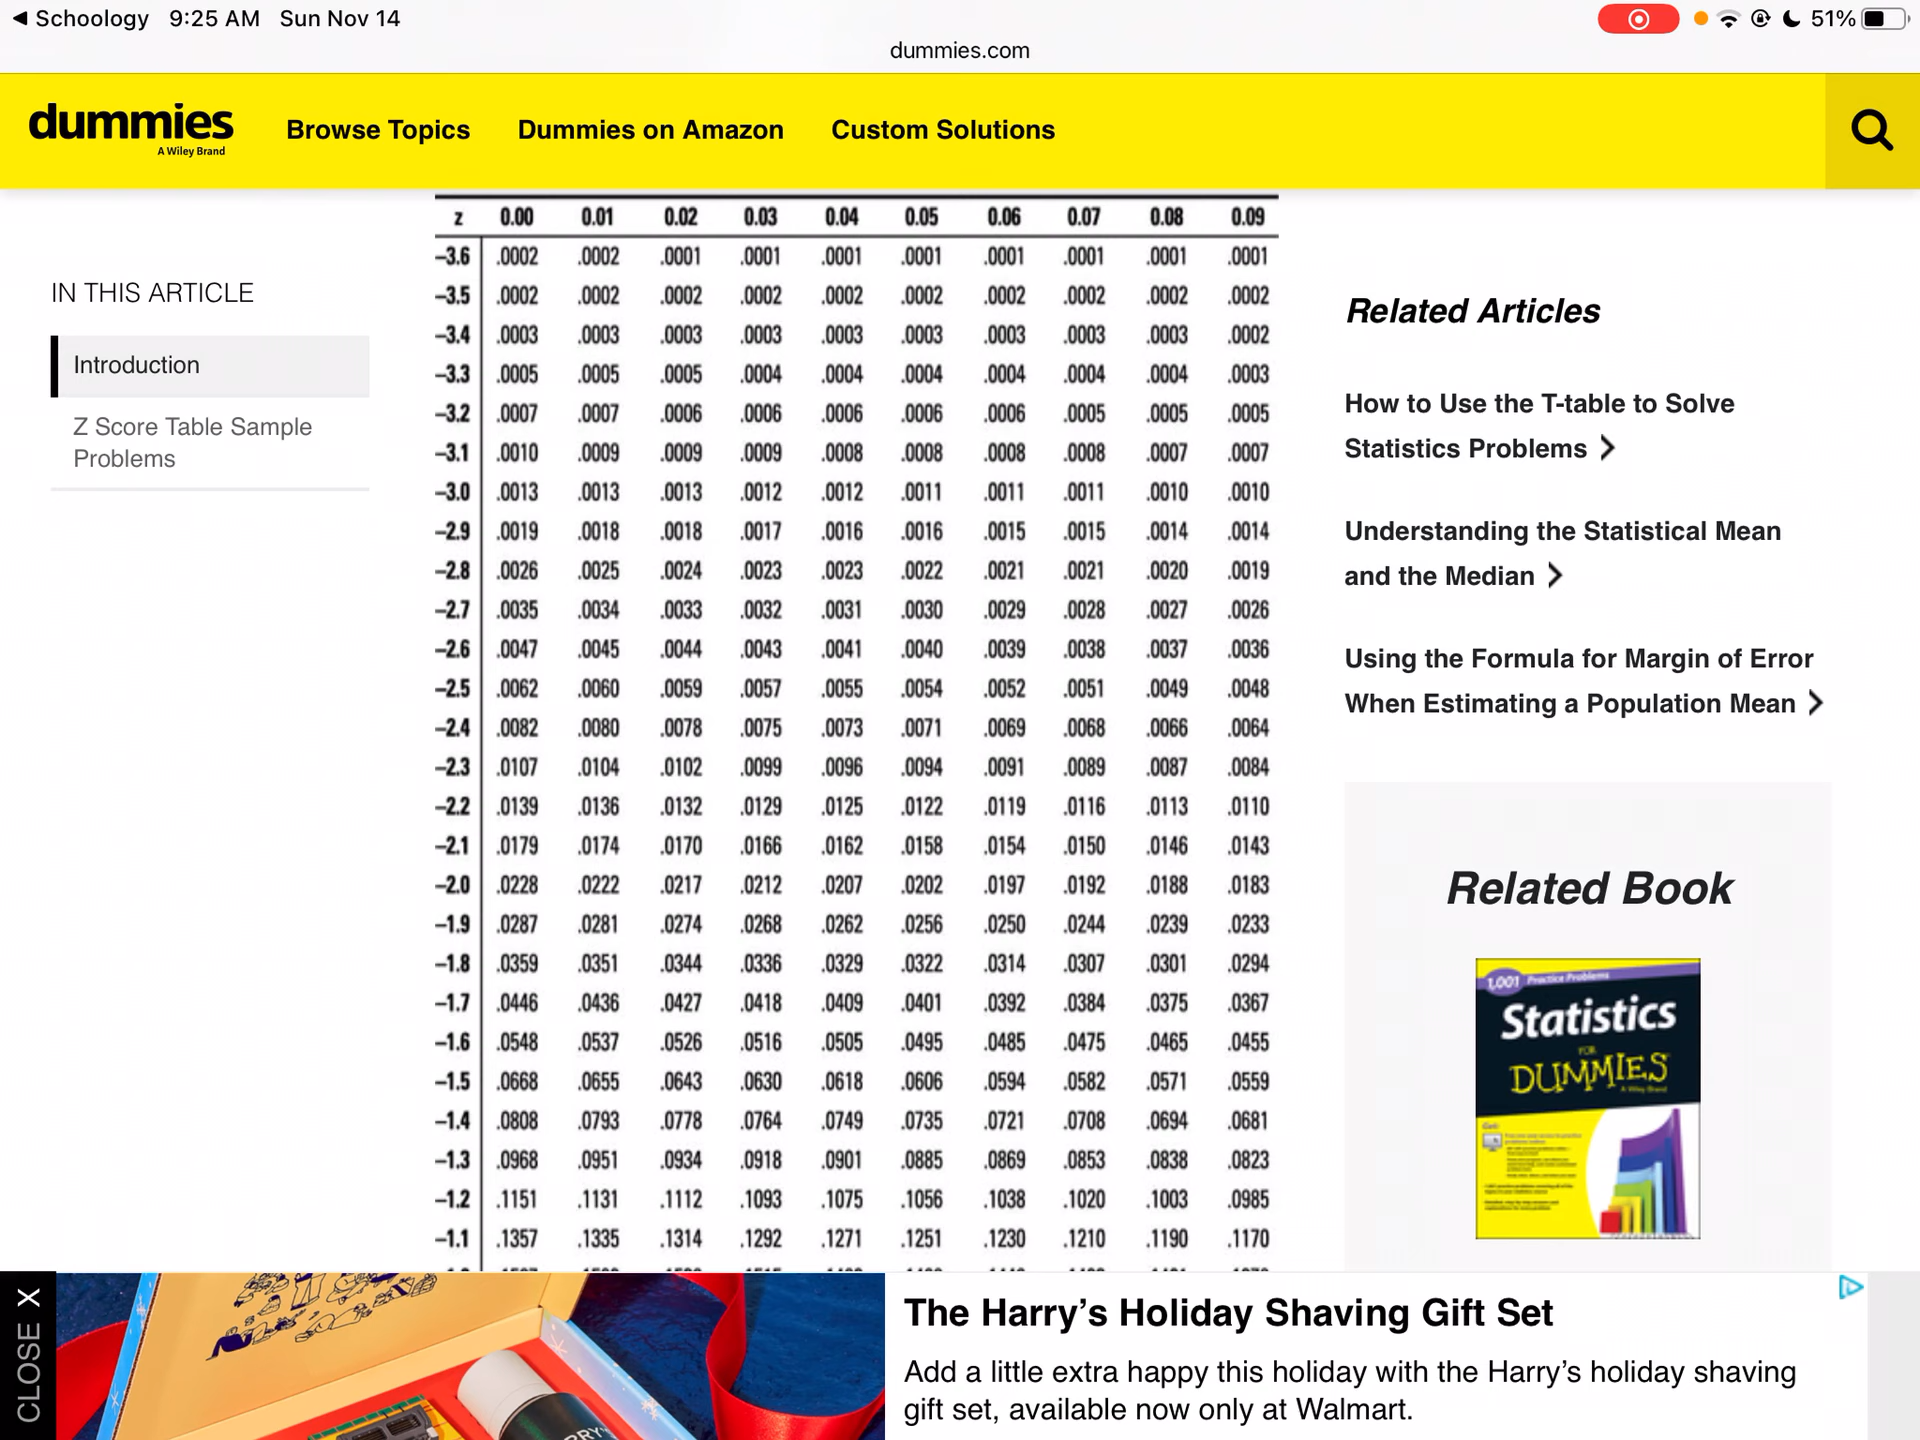 ◀ Schoology 9:25 AM Sun Nov 14 51%
dummies.com
dummies
A Wiley Brand
Browse Topics Dummies on Amazon Custom Solutions
IN THIS ARTICLE
Introduction
Z Score Table Sample
Problems
z 0.00 0.01 0.02 0.03 0.04 0.05 0.06 0.07 0.08 0.09
–3.6 .0002 .0002 .0001 .0001 .0001 .0001 .0001 .0001 .0001 .0001
–3.5 .0002 .0002 .0002 .0002 .0002 .0002 .0002 .0002 .0002 .0002
–3.4 .0003 .0003 .0003 .0003 .0003 .0003 .0003 .0003 .0003 .0002
–3.3 .0005 .0005 .0005 .0004 .0004 .0004 .0004 .0004 .0004 .0003
–3.2 .0007 .0007 .0006 .0006 .0006 .0006 .0006 .0005 .0005 .0005
–3.1 .0010 .0009 .0009 .0009 .0008 .0008 .0008 .0008 .0007 .0007
–3.0 .0013 .0013 .0013 .0012 .0012 .0011 .0011 .0011 .0010 .0010
–2.9 .0019 .0018 .0018 .0017 .0016 .0016 .0015 .0015 .0014 .0014
–2.8 .0026 .0025 .0024 .0023 .0023 .0022 .0021 .0021 .0020 .0019
–2.7 .0035 .0034 .0033 .0032 .0031 .0030 .0029 .0028 .0027 .0026
–2.6 .0047 .0045 .0044 .0043 .0041 .0040 .0039 .0038 .0037 .0036
–2.5 .0062 .0060 .0059 .0057 .0055 .0054 .0052 .0051 .0049 .0048
–2.4 .0082 .0080 .0078 .0075 .0073 .0071 .0069 .0068 .0066 .0064
–2.3 .0107 .0104 .0102 .0099 .0096 .0094 .0091 .0089 .0087 .0084
–2.2 .0139 .0136 .0132 .0129 .0125 .0122 .0119 .0116 .0113 .0110
–2.1 .0179 .0174 .0170 .0166 .0162 .0158 .0154 .0150 .0146 .0143
–2.0 .0228 .0222 .0217 .0212 .0207 .0202 .0197 .0192 .0188 .0183
–1.9 .0287 .0281 .0274 .0268 .0262 .0256 .0250 .0244 .0239 .0233
–1.8 .0359 .0351 .0344 .0336 .0329 .0322 .0314 .0307 .0301 .0294
–1.7 .0446 .0436 .0427 .0418 .0409 .0401 .0392 .0384 .0375 .0367
–1.6 .0548 .0537 .0526 .0516 .0505 .0495 .0485 .0475 .0465 .0455
–1.5 .0668 .0655 .0643 .0630 .0618 .0606 .0594 .0582 .0571 .0559
–1.4 .0808 .0793 .0778 .0764 .0749 .0735 .0721 .0708 .0694 .0681
–1.3 .0968 .0951 .0934 .0918 .0901 .0885 .0869 .0853 .0838 .0823
–1.2 .1151 .1131 .1112 .1093 .1075 .1056 .1038 .1020 .1003 .0985
–1.1 .1357 .1335 .1314 .1292 .1271 .1251 .1230 .1210 .1190 .1170
Related Articles
How to Use the T-table to Solve
Statistics Problems
Understanding the Statistical Mean
and the Median
Using the Formula for Margin of Error
When Estimating a Population Mean
Related Book
1,001 Practice Problems
Statistics
FOR
DUMMIES
A Wiley Brand
CLOSE X
The Harry’s Holiday Shaving Gift Set
Add a little extra happy this holiday with the Harry’s holiday shaving
gift set, available now only at Walmart.